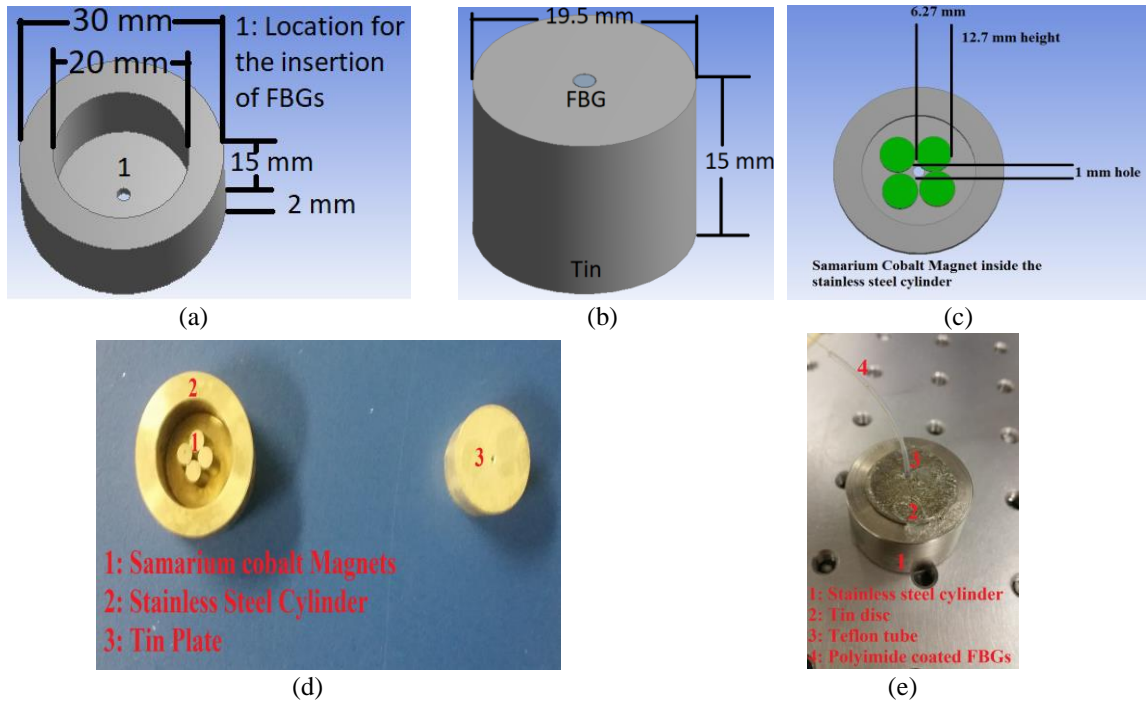 30 mm
20 mm
1: Location for
the insertion
of FBGs
1
15 mm
2 mm
(a)
19.5 mm
FBG
15 mm
Tin
(b)
6.27 mm
12.7 mm height
1 mm hole
Samarium Cobalt Magnet inside the
stainless steel cylinder
(c)
2
1
3
1: Samarium cobalt Magnets
2: Stainless Steel Cylinder
3: Tin Plate
(d)
4
3
2
1
1: Stainless steel cylinder
2: Tin disc
3: Teflon tube
4: Polyimide coated FBGs
(e)